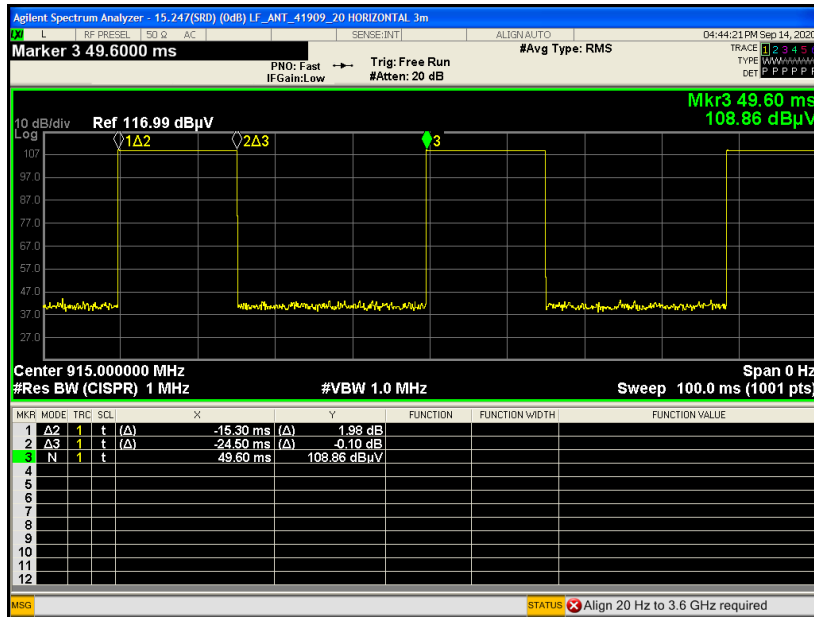 Agilent Spectrum Analyzer - 15.247(SRD) (0dB) LF_ANT_41909_20 HORIZONTAL 3m
LXI L RF PRESEL 50 Ω AC SENSE:INT ALIGN AUTO 04:44:21 PM Sep 14, 2020
Marker 3 49.6000 ms #Avg Type: RMS TRACE 1 2 3 4 5
PNO: Fast Trig: Free Run TYPE
IFGain:Low #Atten: 20 dB DET P P P P P
Mkr3 49.60 ms
10 dB/div Ref 116.99 dBµV 108.86 dBµV
Log
1Δ2 2Δ3 3
107
97.0
87.0
77.0
67.0
57.0
47.0
37.0
27.0
Center 915.000000 MHz Span 0 Hz
#Res BW (CISPR) 1 MHz #VBW 1.0 MHz Sweep 100.0 ms (1001 pts)
MKR MODE TRC SCL X Y FUNCTION FUNCTION WIDTH FUNCTION VALUE
1 Δ2 1 t (Δ) -15.30 ms (Δ) 1.98 dB
2 Δ3 1 t (Δ) -24.50 ms (Δ) -0.10 dB
3 N 1 t 49.60 ms 108.86 dBµV
4
5
6
7
8
9
10
11
12
MSG STATUS Align 20 Hz to 3.6 GHz required